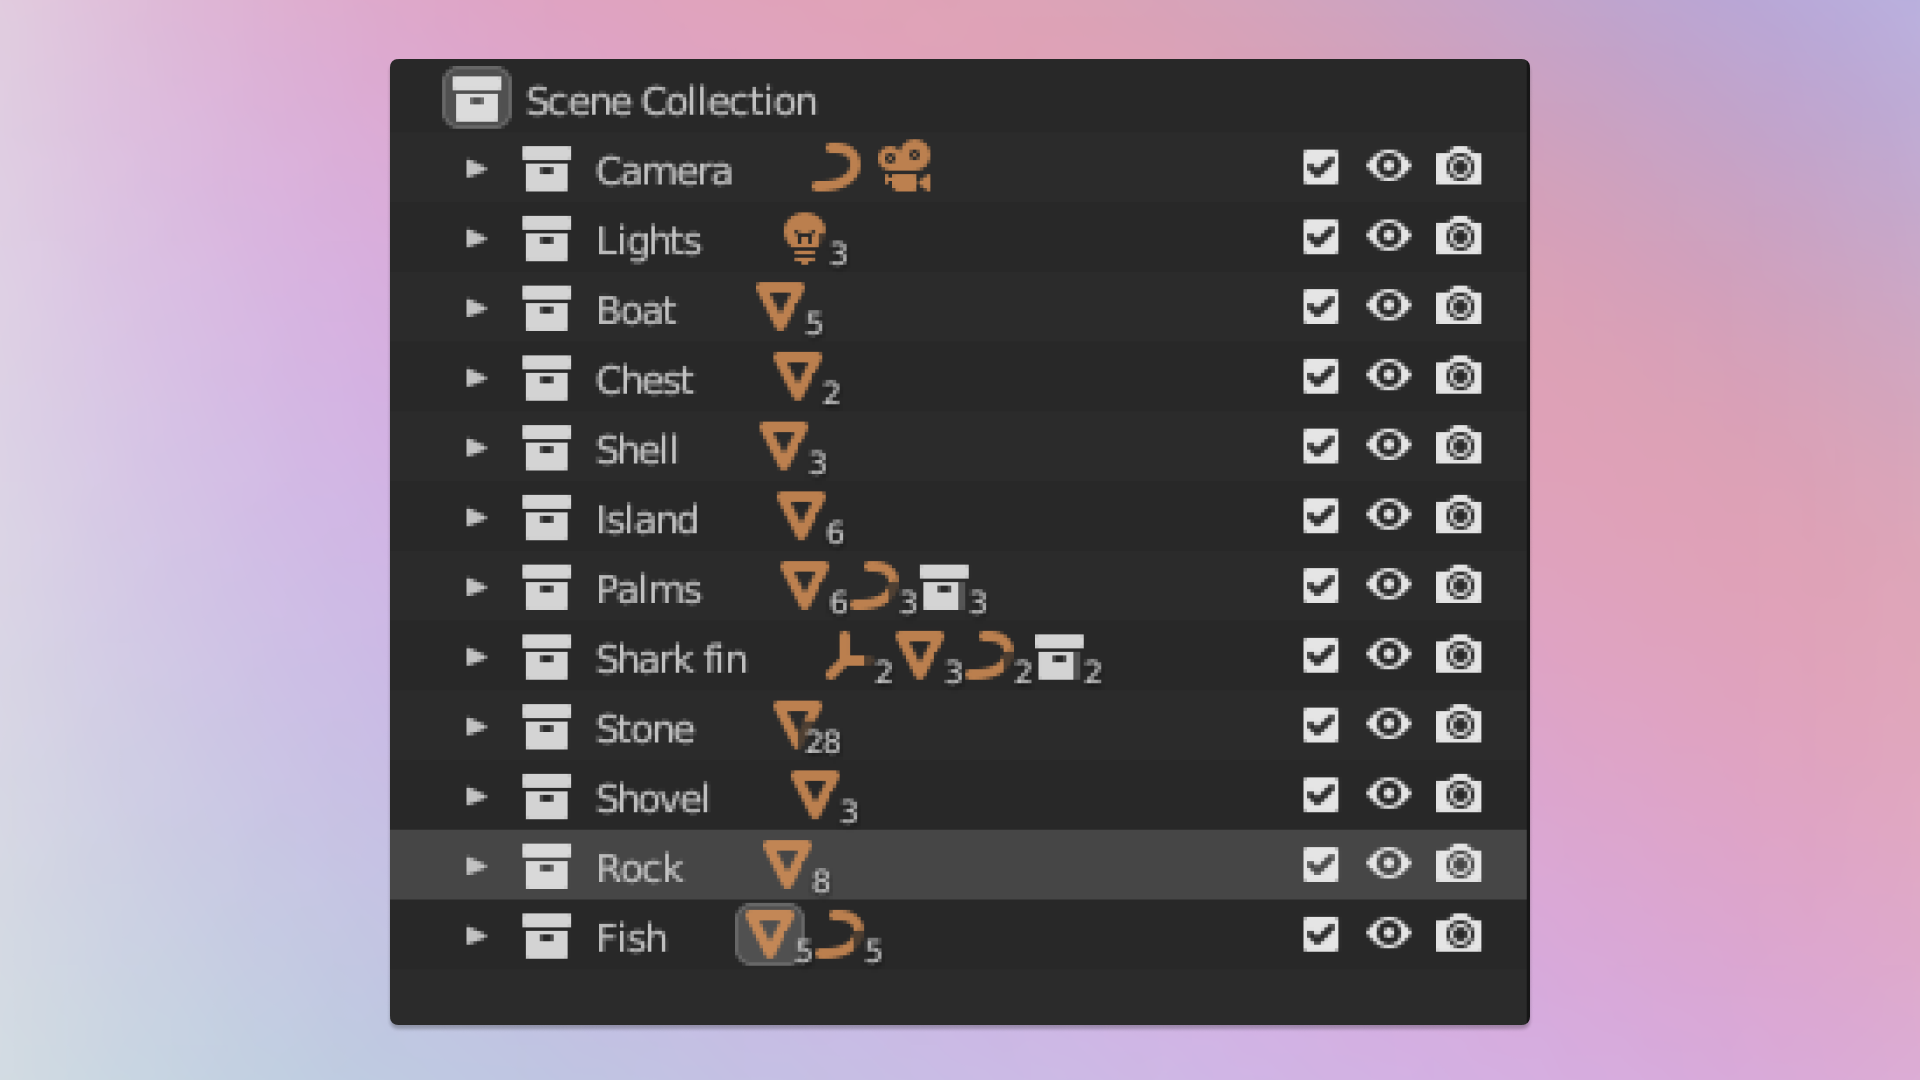 Scene Collection
Camera
Lights 3
Boat 5
Chest 2
Shell 3
Island 6
Palms 6 3 3
Shark fin 2 3 2 2
Stone 28
Shovel 3
Rock 8
Fish 5 5